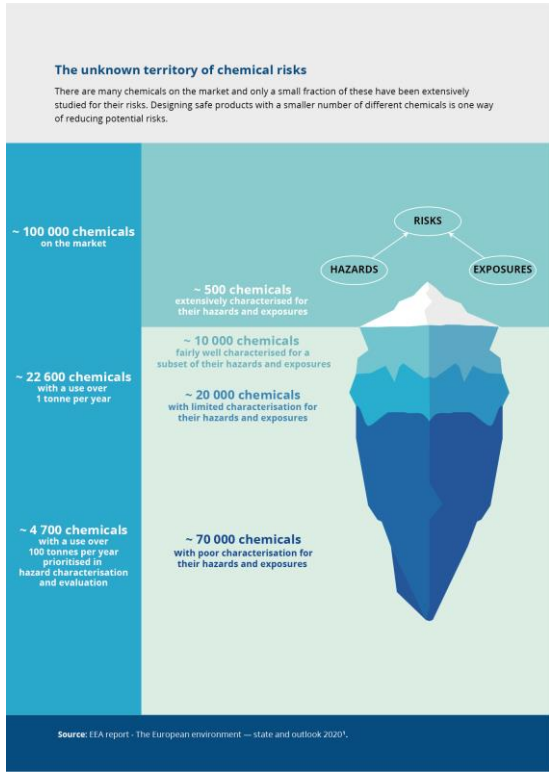 The unknown territory of chemical risks
There are many chemicals on the market and only a small fraction of these have been extensively
studied for their risks. Designing safe products with a smaller number of different chemicals is one way
of reducing potential risks.
~ 100 000 chemicals
on the market
RISKS
HAZARDS
EXPOSURES
~ 500 chemicals
extensively characterised for
their hazards and exposures
~ 10 000 chemicals
fairly well characterised for a
subset of their hazards and exposures
~ 22 600 chemicals
with a use over
1 tonne per year
~ 20 000 chemicals
with limited characterisation for
their hazards and exposures
~ 4 700 chemicals
with a use over
100 tonnes per year
prioritised in
hazard characterisation
and evaluation
~ 70 000 chemicals
with poor characterisation for
their hazards and exposures
Source: EEA report - The European environment — state and outlook 2020¹.